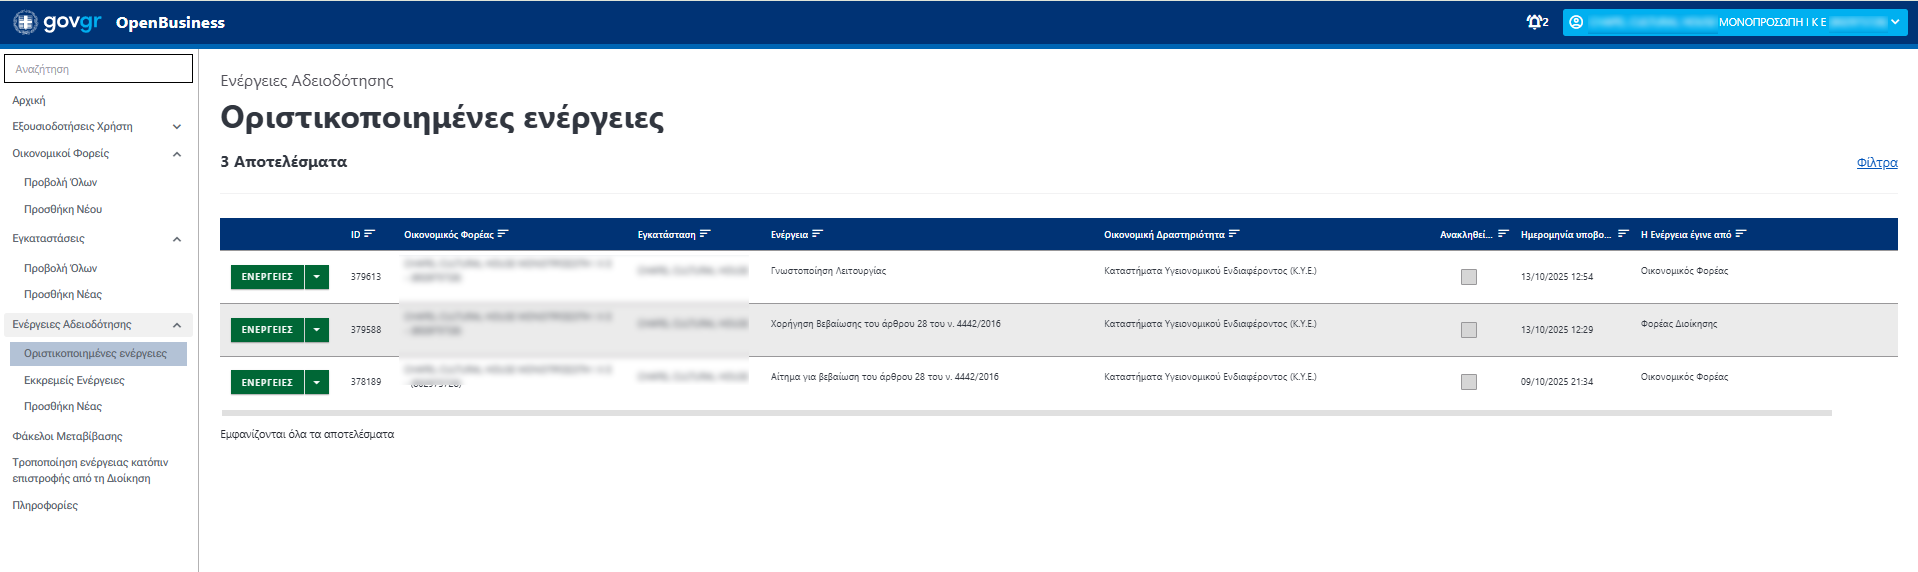 govgr OpenBusiness
2
ΜΟΝΟΠΡΟΣΩΠΗ Ι Κ Ε
Αναζήτηση
Αρχική
Εξουσιοδοτήσεις Χρήστη
Οικονομικοί Φορείς
Προβολή Όλων
Προσθήκη Νέου
Εγκαταστάσεις
Προβολή Όλων
Προσθήκη Νέας
Ενέργειες Αδειοδότησης
Οριστικοποιημένες ενέργειες
Εκκρεμείς Ενέργειες
Προσθήκη Νέας
Φάκελοι Μεταβίβασης
Τροποποίηση ενέργειας κατόπιν
επιστροφής από τη Διοίκηση
Πληροφορίες
Ενέργειες Αδειοδότησης
Οριστικοποιημένες ενέργειες
3 Αποτελέσματα
Φίλτρα
ID Οικονομικός Φορέας Εγκατάσταση Ενέργεια Οικονομική Δραστηριότητα Ανακληθεί... Ημερομηνία υποβο... Η Ενέργεια έγινε από
ΕΝΕΡΓΕΙΕΣ 379613 Γνωστοποίηση Λειτουργίας Καταστήματα Υγειονομικού Ενδιαφέροντος (Κ.Υ.Ε.) 13/10/2025 12:54 Οικονομικός Φορέας
ΕΝΕΡΓΕΙΕΣ 379588 Χορήγηση Βεβαίωσης του άρθρου 28 του ν. 4442/2016 Καταστήματα Υγειονομικού Ενδιαφέροντος (Κ.Υ.Ε.) 13/10/2025 12:29 Φορέας Διοίκησης
ΕΝΕΡΓΕΙΕΣ 378189 Αίτημα για βεβαίωση του άρθρου 28 του ν. 4442/2016 Καταστήματα Υγειονομικού Ενδιαφέροντος (Κ.Υ.Ε.) 09/10/2025 21:34 Οικονομικός Φορέας
Εμφανίζονται όλα τα αποτελέσματα